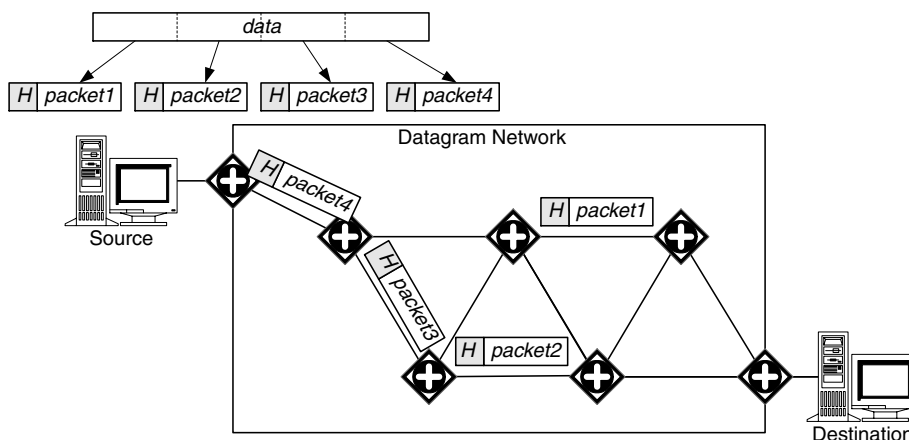 data
H packet1
H packet2
H packet3
H packet4
Datagram Network
H packet4
H packet1
Source
H packet3
H packet2
Destination